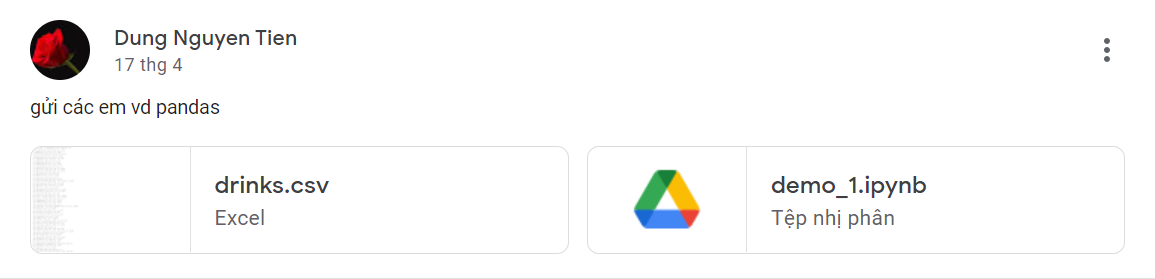 Dung Nguyen Tien
17 thg 4
gửi các em vd pandas
drinks.csv
Excel
demo_1.ipynb
Tệp nhị phân